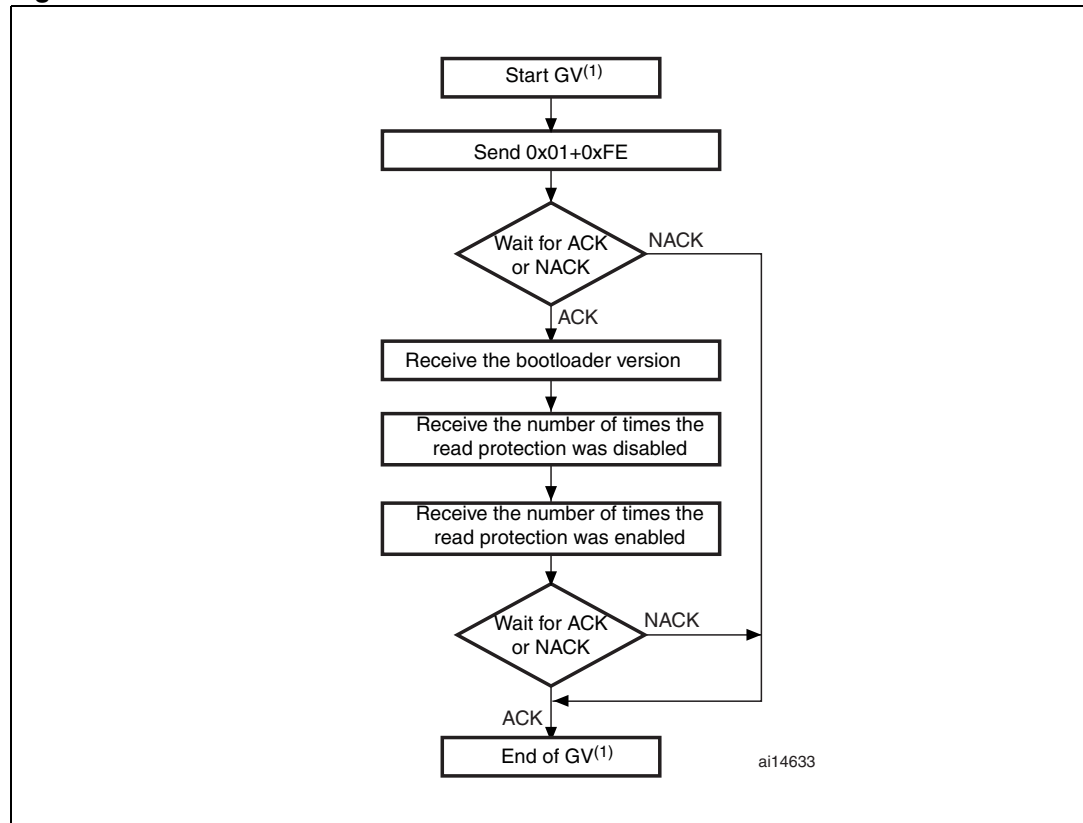 Start GV(1)
Send 0x01+0xFE
Wait for ACK
or NACK
NACK
ACK
Receive the bootloader version
Receive the number of times the
read protection was disabled
Receive the number of times the
read protection was enabled
Wait for ACK
or NACK
NACK
ACK
End of GV(1)
ai14633